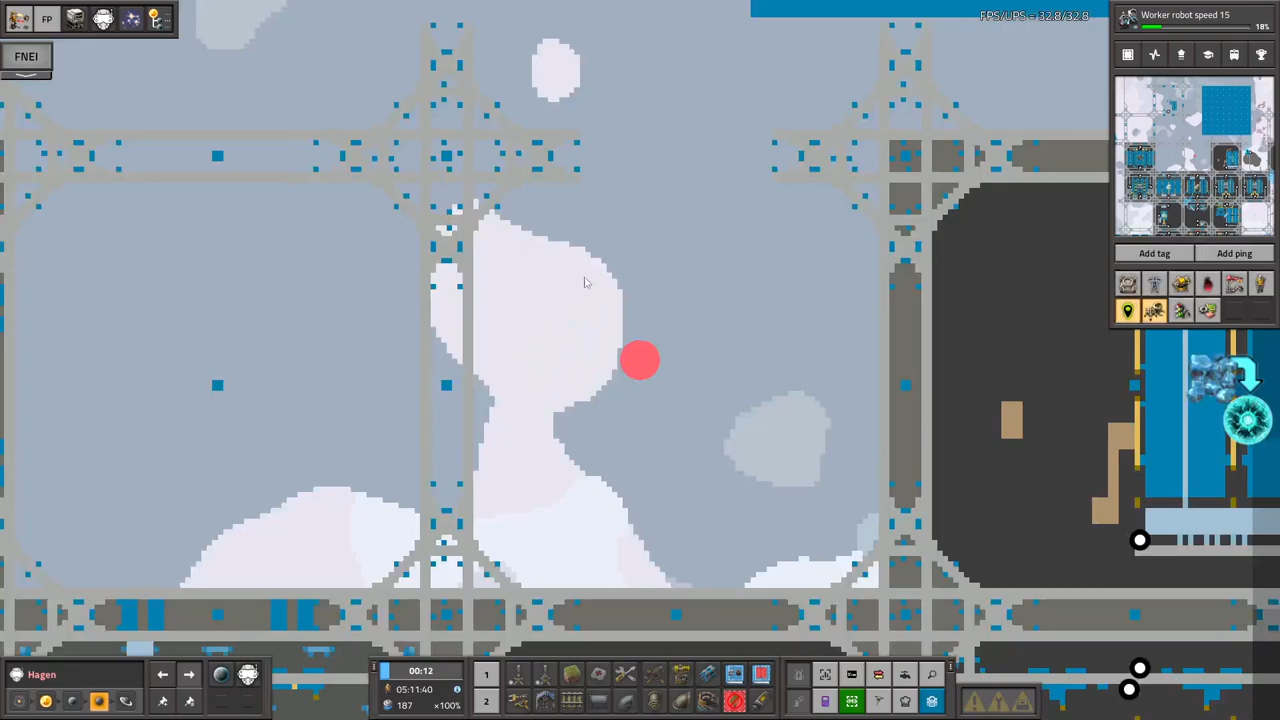 FP
FPS/UPS = 32.8/32.8
Worker robot speed 15
18%
FNEI
Add tag
Add ping
Hagen
00:12
05:11:40
187
×100%
1
2